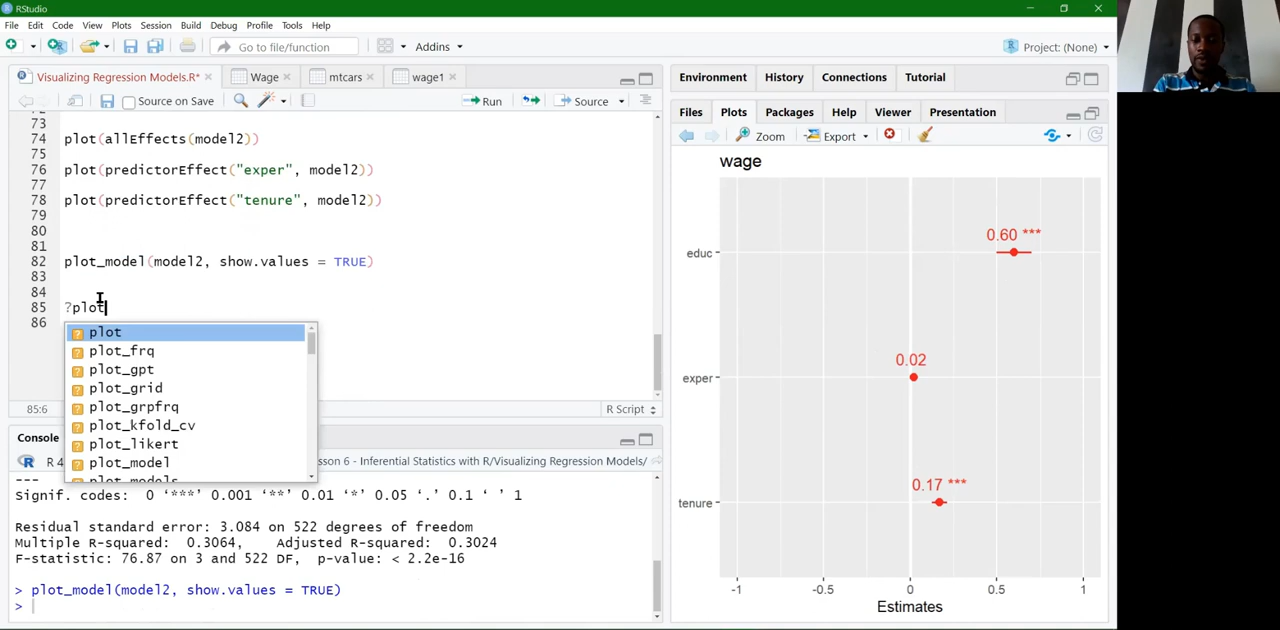 RStudio
File Edit Code View Plots Session Build Debug Profile Tools Help
Go to file/function
Addins
Project: (None)
Visualizing Regression Models.R*
Wage
mtcars
wage1
Source on Save
Run
Source
73
74 plot(allEffects(model2))
75
76 plot(predictorEffect("exper", model2))
77
78 plot(predictorEffect("tenure", model2))
79
80
81
82 plot_model(model2, show.values = TRUE)
83
84
85 ?plot
86
plot
plot_frq
plot_gpt
plot_grid
plot_grpfrq
plot_kfold_cv
plot_likert
plot_model
plot_models
85:6
R Script
Console
R 4
sson 6 - Inferential Statistics with R/Visualizing Regression Models/
---
Signif. codes: 0 ‘***’ 0.001 ‘**’ 0.01 ‘*’ 0.05 ‘.’ 0.1 ‘ ’ 1
Residual standard error: 3.084 on 522 degrees of freedom
Multiple R-squared: 0.3064, Adjusted R-squared: 0.3024
F-statistic: 76.87 on 3 and 522 DF, p-value: < 2.2e-16
> plot_model(model2, show.values = TRUE)
>
Environment History Connections Tutorial
Files Plots Packages Help Viewer Presentation
Zoom Export
wage
0.60 ***
educ
0.02
exper
0.17 ***
tenure
-1 -0.5 0 0.5 1
Estimates